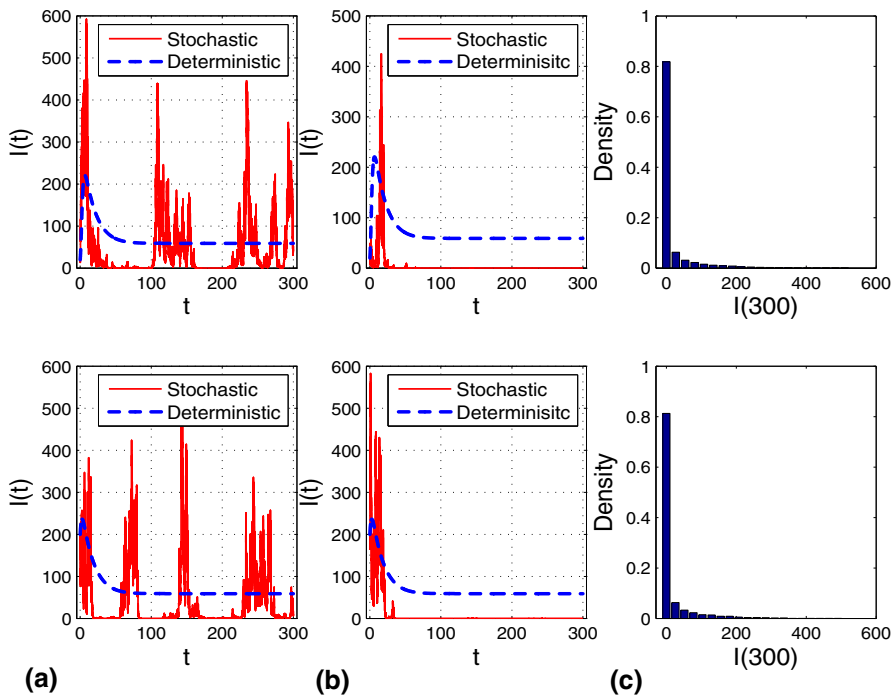 600
500
400
300
200
100
0
I(t)
Stochastic
Deterministic
0
100
200
300
t
500
400
300
200
100
0
I(t)
Stochastic
Determinisitc
0
100
200
300
t
1
0.8
0.6
0.4
0.2
0
Density
0
200
400
600
I(300)
600
500
400
300
200
100
0
I(t)
Stochastic
Deterministic
0
100
200
300
t
(a)
600
500
400
300
200
100
0
I(t)
Stochastic
Determinisitc
0
100
200
300
t
(b)
1
0.8
0.6
0.4
0.2
0
Density
0
200
400
600
I(300)
(c)